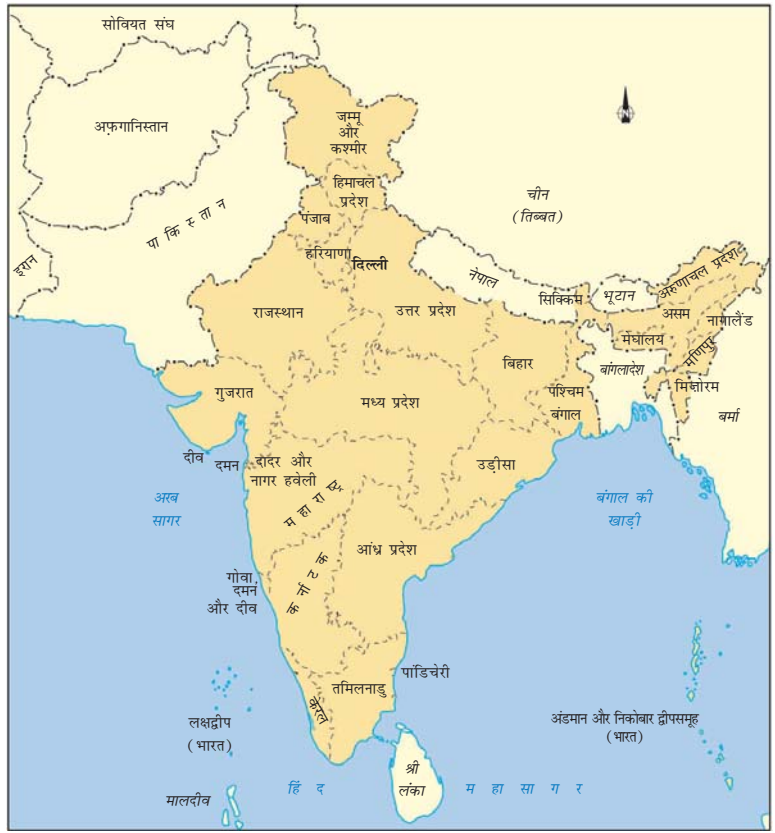 सोवियत संघ
अफ़गानिस्तान
जम्मू
और
कश्मीर
N
हिमाचल
प्रदेश
चीन
(तिब्बत)
पाकिस्तान
पंजाब
ईरान
हरियाणा
दिल्ली
नेपाल
सिक्किम
भूटान
अरुणाचल प्रदेश
राजस्थान
उत्तर प्रदेश
असम
नागालैंड
मेघालय
मणिपुर
बिहार
बांगलादेश
गुजरात
मध्य प्रदेश
पश्चिम
बंगाल
मिज़ोरम
बर्मा
दीव
दमन
दादर और
नागर हवेली
उड़ीसा
महाराष्ट्र
अरब
सागर
बंगाल की
खाड़ी
आंध्र प्रदेश
कर्नाटक
गोवा,
दमन
और दीव
पांडिचेरी
तमिलनाडु
केरल
लक्षद्वीप
(भारत)
अंडमान और निकोबार द्वीपसमूह
(भारत)
श्री
लंका
मालदीव
हिंद महासागर